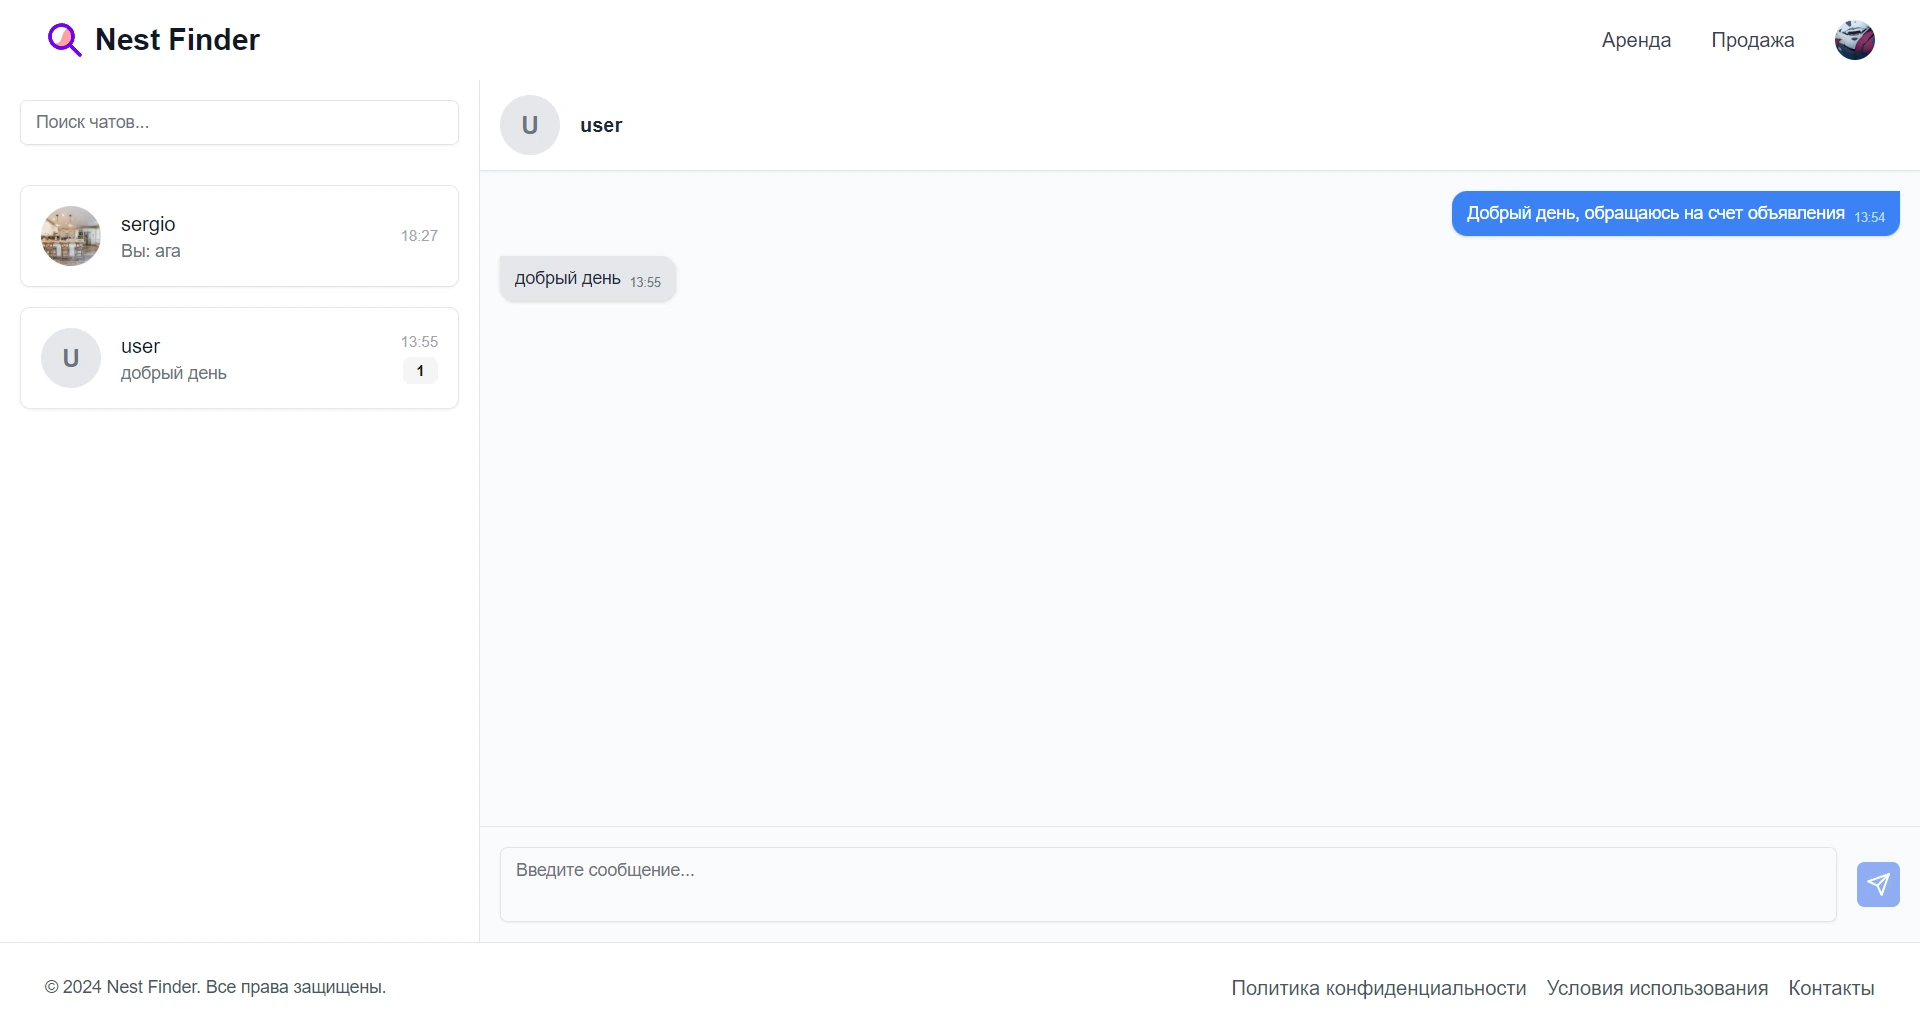 Nest Finder
Аренда
Продажа
Поиск чатов...
sergio
Вы: ага
18:27
U
user
добрый день
13:55
1
U
user
Добрый день, обращаюсь на счет объявления 13:54
добрый день 13:55
Введите сообщение...
© 2024 Nest Finder. Все права защищены.
Политика конфиденциальности
Условия использования
Контакты